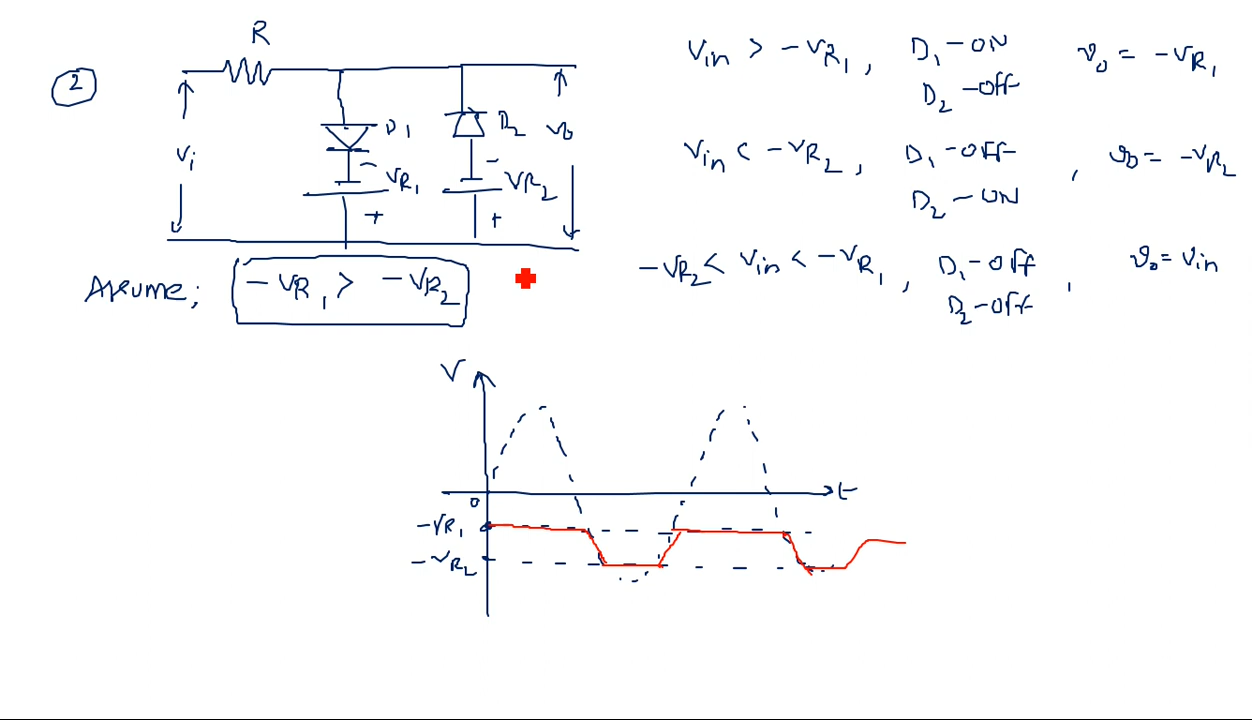 2
R
Vi
D1
- VR1
+
D2
- VR2
+
Vo
Assume; -VR1 > -VR2
Vin > -VR1, D1 - ON
D2 - Off
Vo = -VR1
Vin < -VR2, D1 - Off
D2 - ON
, Vo = -VR2
-VR2 < Vin < -VR1, D1 - Off
D2 - Off
, Vo = Vin
V
0
t
-VR1
-VR2